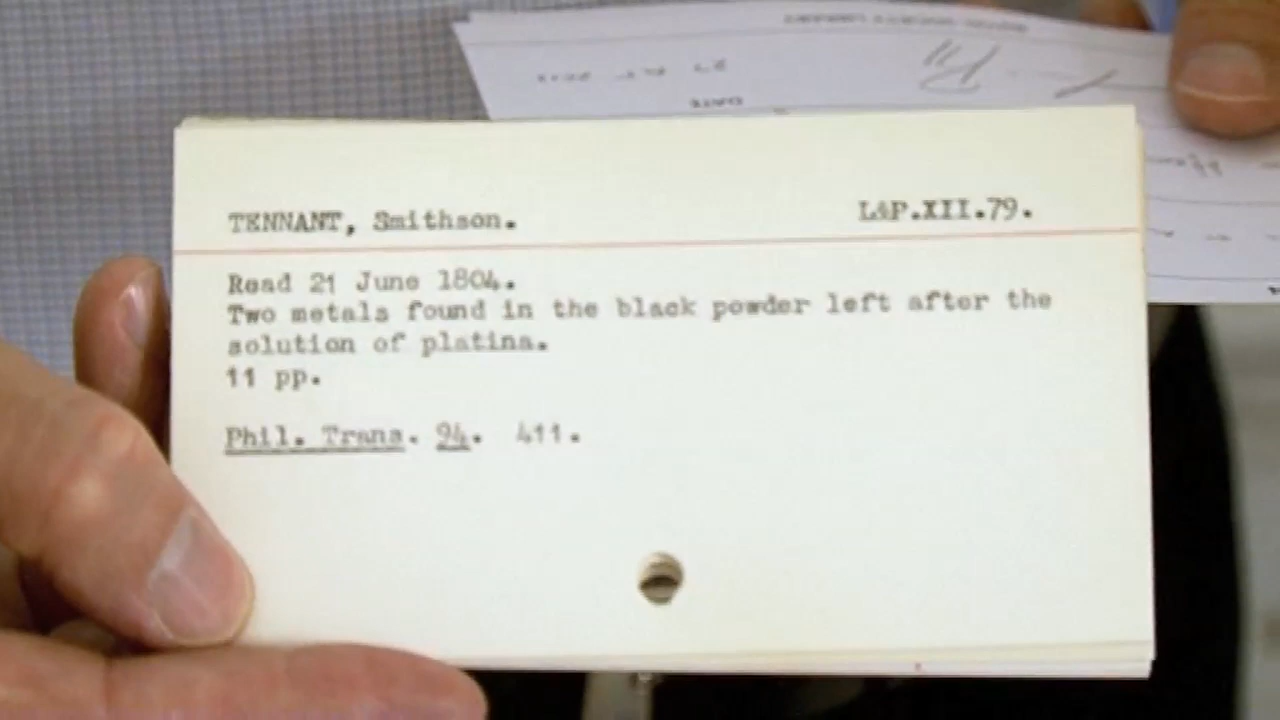 TENNANT, Smithson. L&P.XII.79.
Read 21 June 1804.
Two metals found in the black powder left after the
solution of platina.
11 pp.
Phil. Trans. 94. 411.
DATE